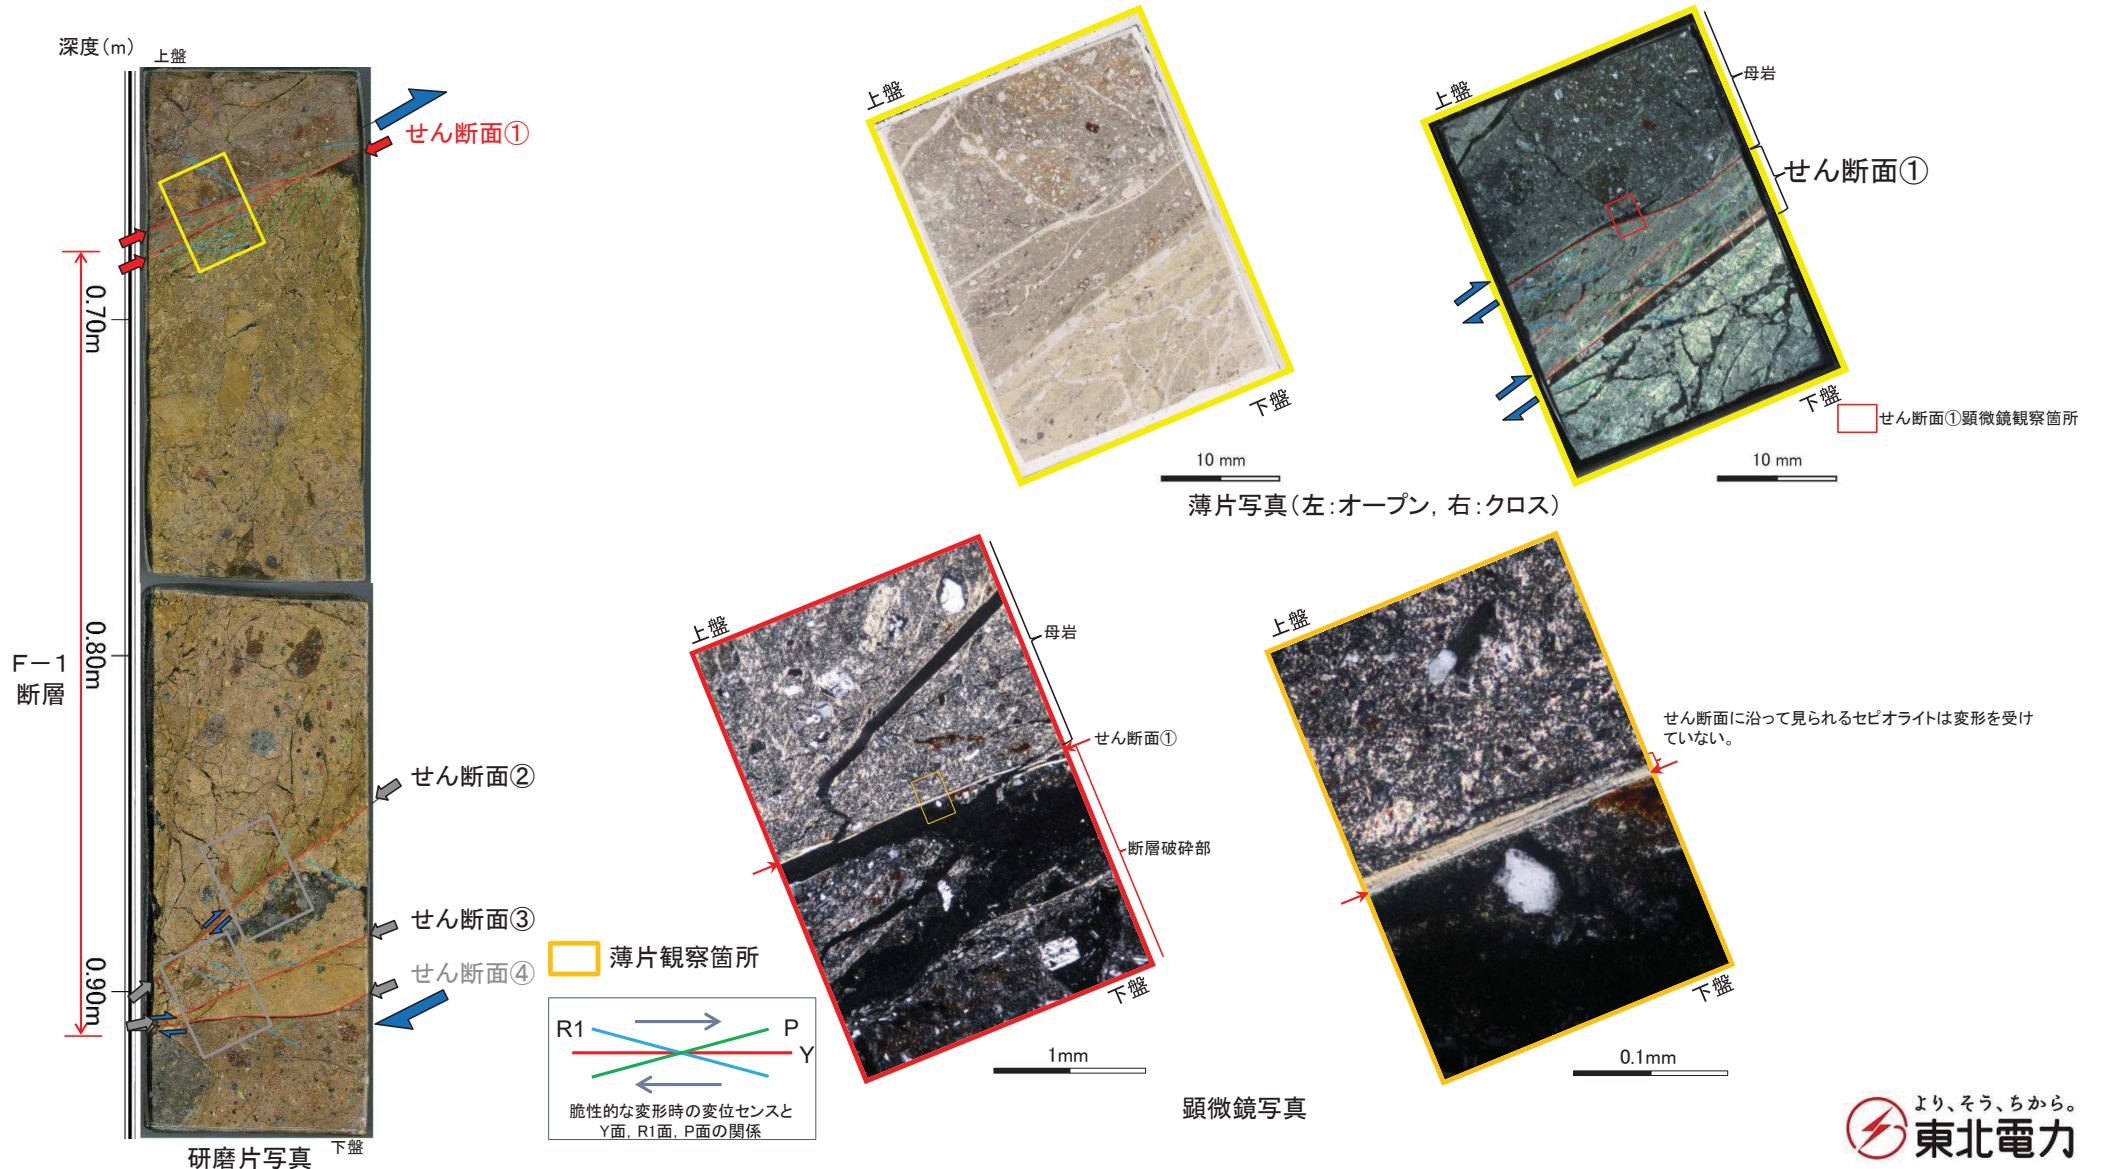 深度(m)
上盤
せん断面①
0.70m
0.80m
0.90m
F－1
断層
せん断面②
せん断面③
せん断面④
下盤
研磨片写真
薄片観察箇所
R1
P
Y
脆性的な変形時の変位センスと
Y面, R1面, P面の関係
上盤
下盤
10 mm
上盤
母岩
せん断面①
下盤
せん断面①顕微鏡観察箇所
10 mm
薄片写真(左:オープン, 右:クロス)
上盤
母岩
せん断面①
断層破砕部
下盤
1mm
上盤
せん断面に沿って見られるセピオライトは変形を受け
ていない。
下盤
0.1mm
顕微鏡写真
より、そう、ちから。
東北電力